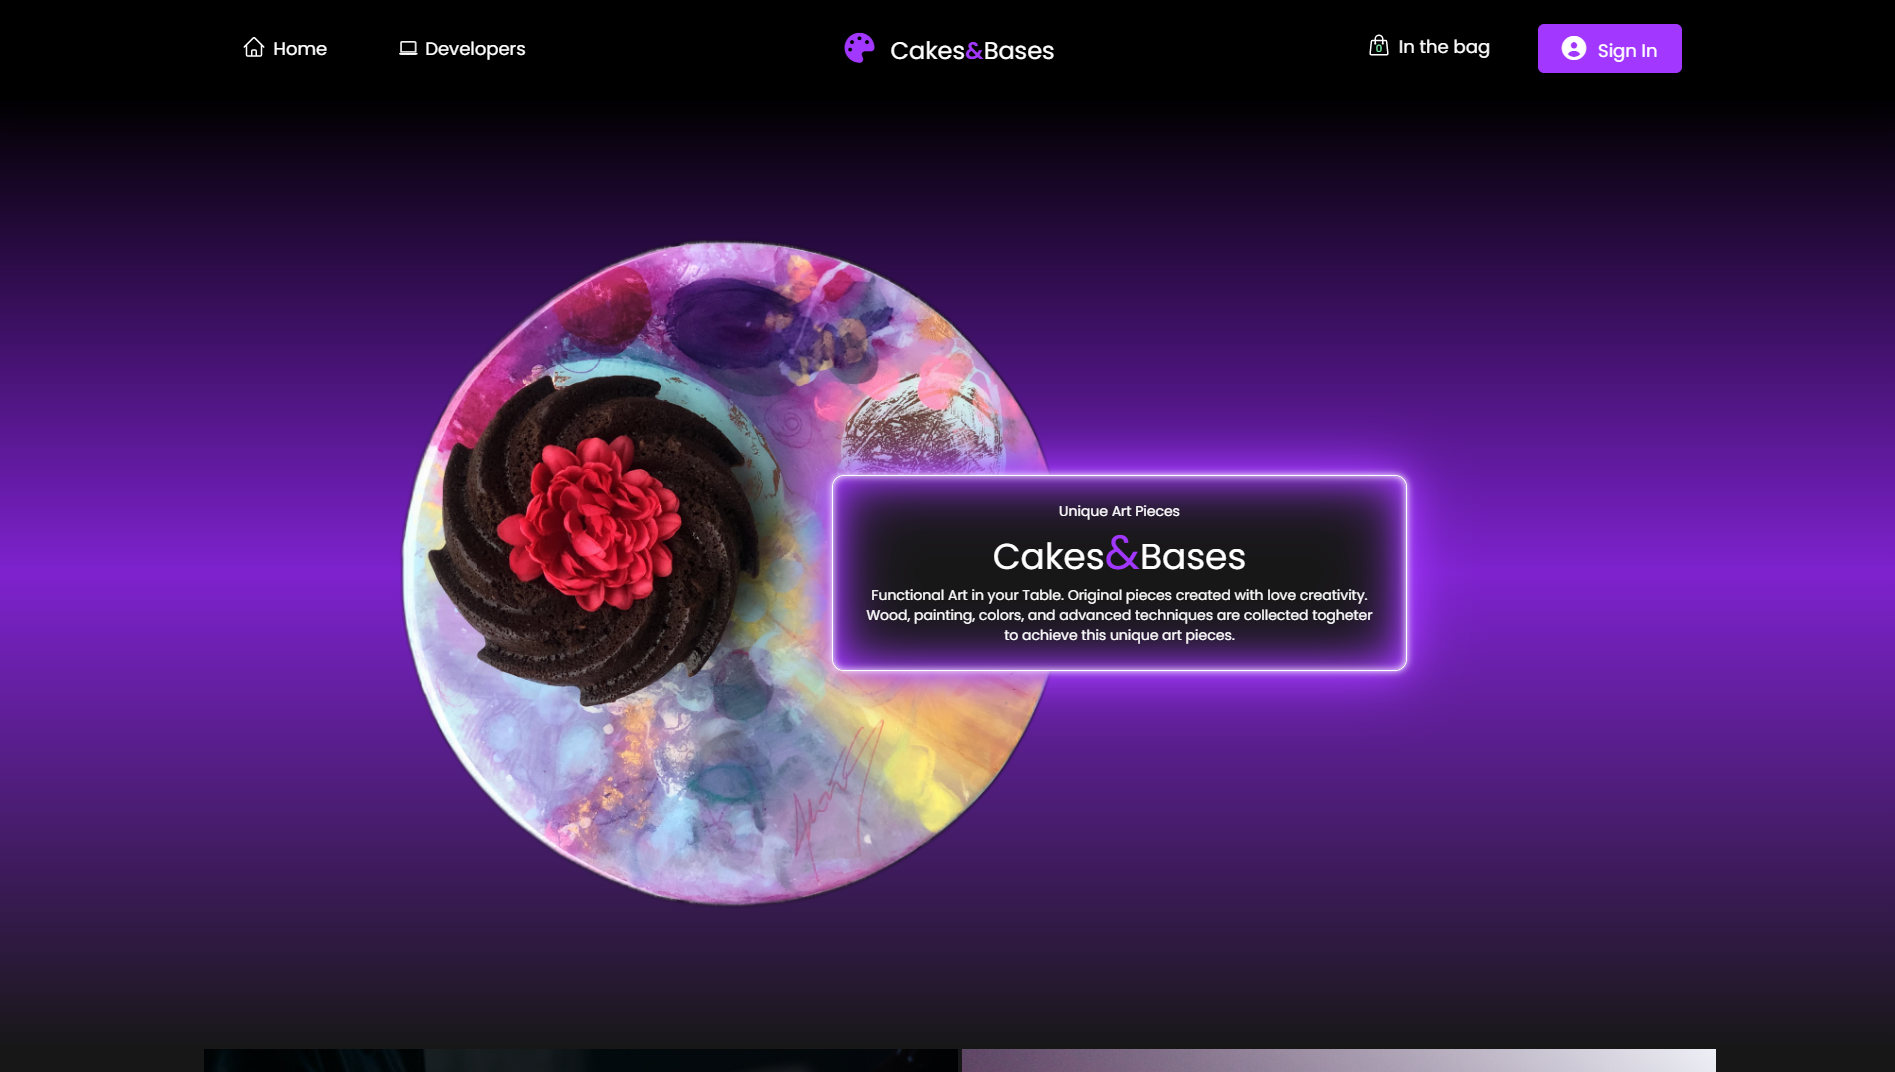 Home
Developers
Cakes&Bases
0
In the bag
Sign In
Unique Art Pieces
Cakes&Bases
Functional Art in your Table. Original pieces created with love creativity.
Wood, painting, colors, and advanced techniques are collected togheter
to achieve this unique art pieces.